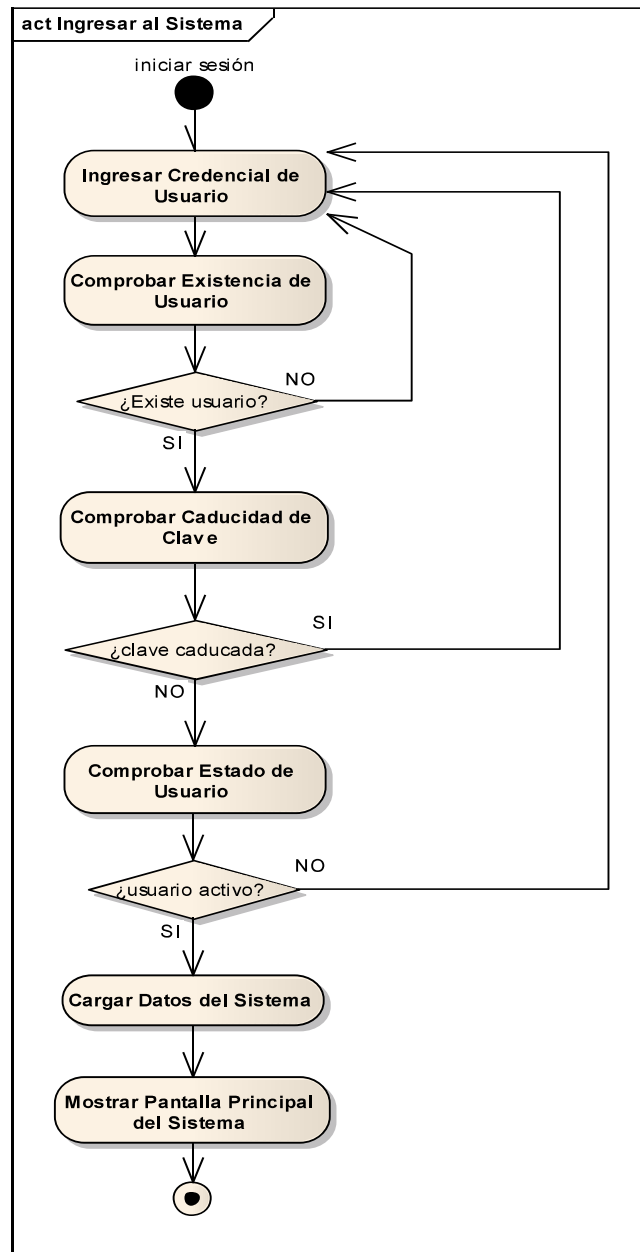 act Ingresar al Sistema
iniciar sesión
Ingresar Credencial de
Usuario
Comprobar Existencia de
Usuario
NO
¿Existe usuario?
SI
Comprobar Caducidad de
Clave
SI
¿clave caducada?
NO
Comprobar Estado de
Usuario
NO
¿usuario activo?
SI
Cargar Datos del Sistema
Mostrar Pantalla Principal
del Sistema